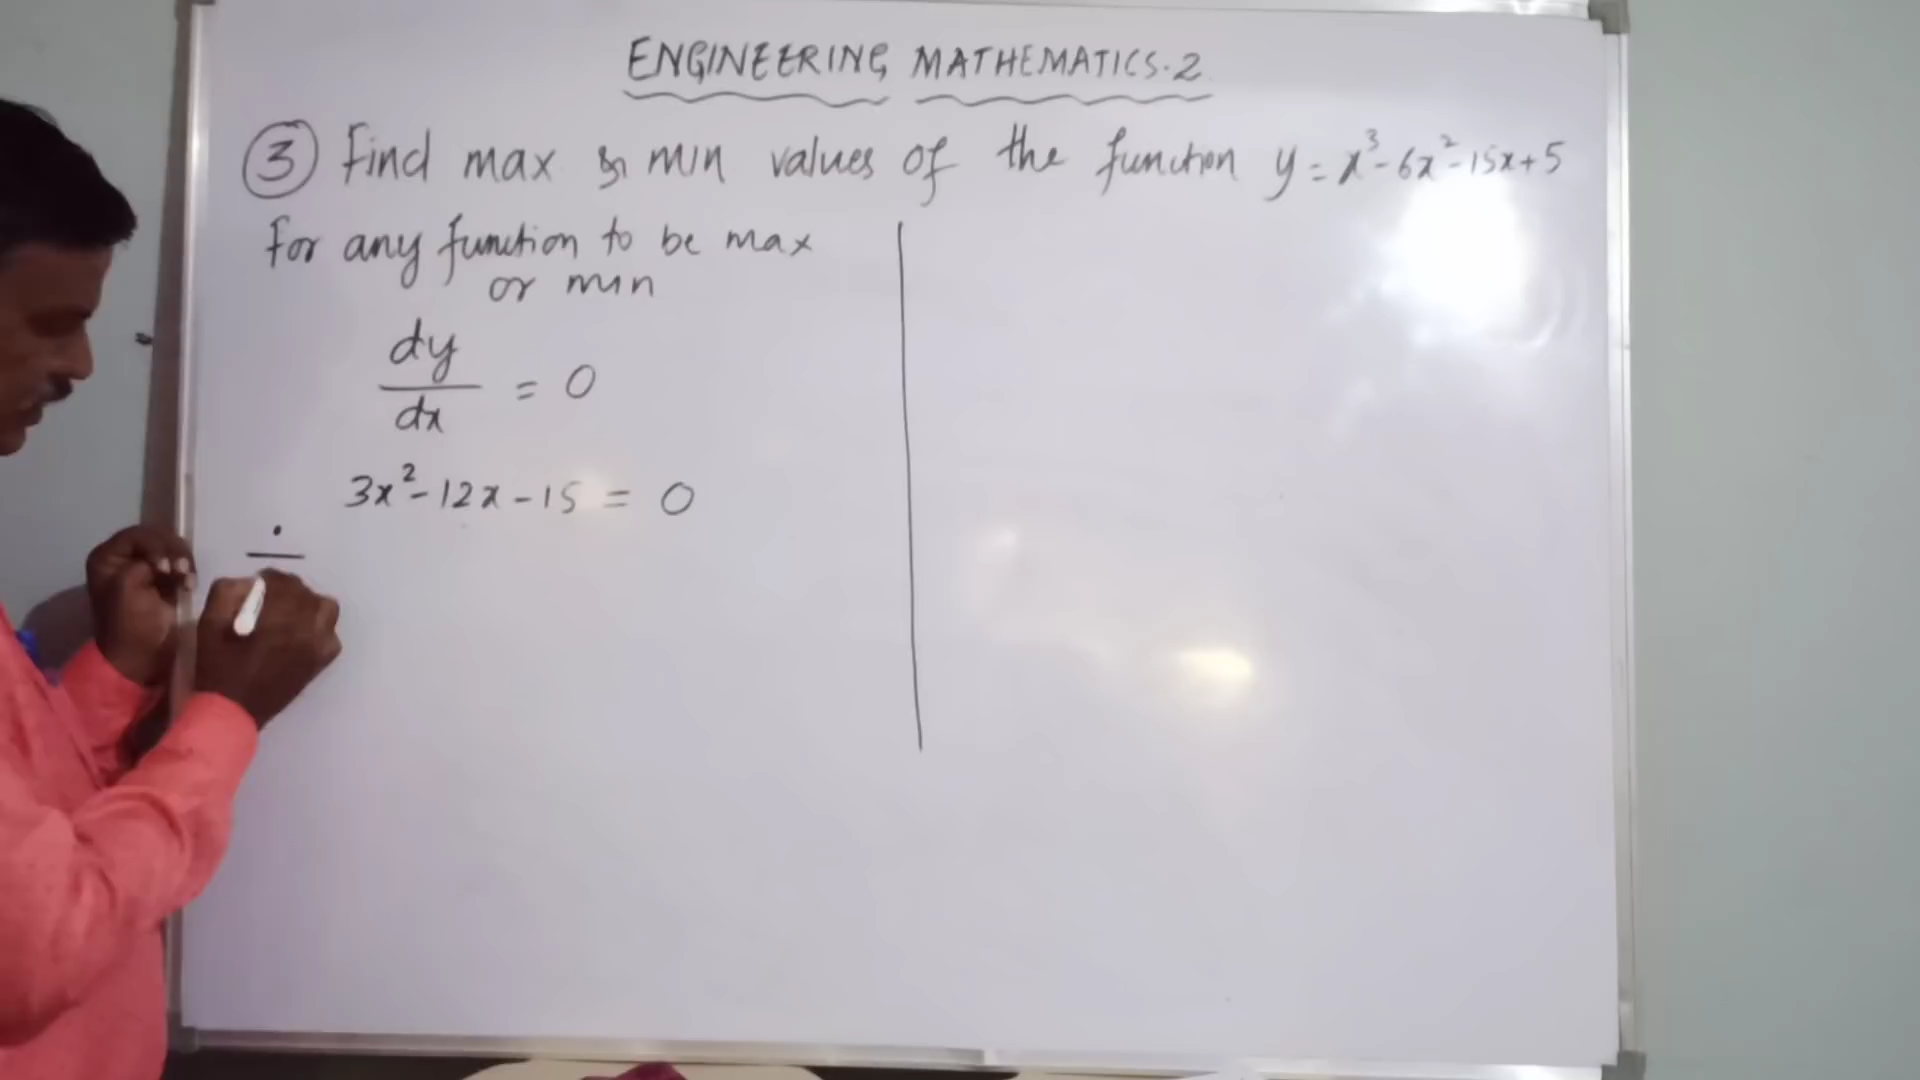 ENGINEERING MATHEMATICS-2
③ Find max & min values of the function y = x³-6x²-15x+5
for any function to be max
or min
dy
dx = 0
3x²-12x-15 = 0
÷